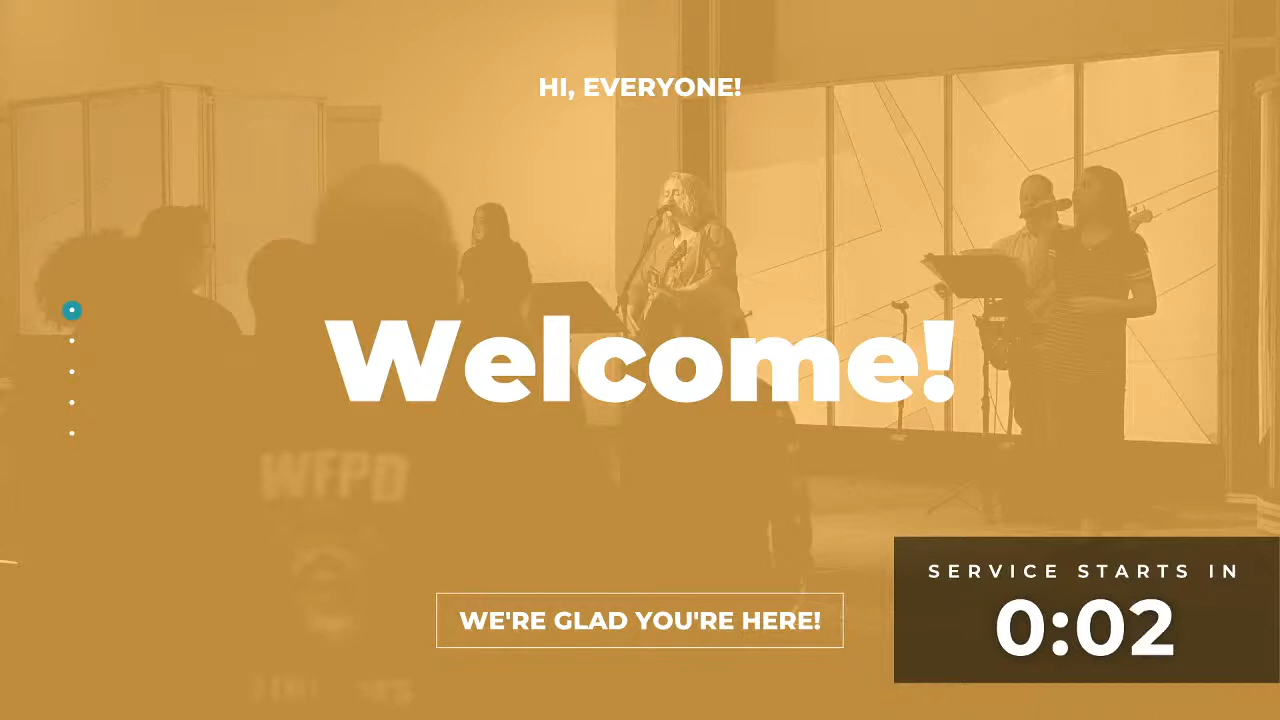 HI, EVERYONE!
Welcome!
WFPD
WE'RE GLAD YOU'RE HERE!
SERVICE STARTS IN
0:02